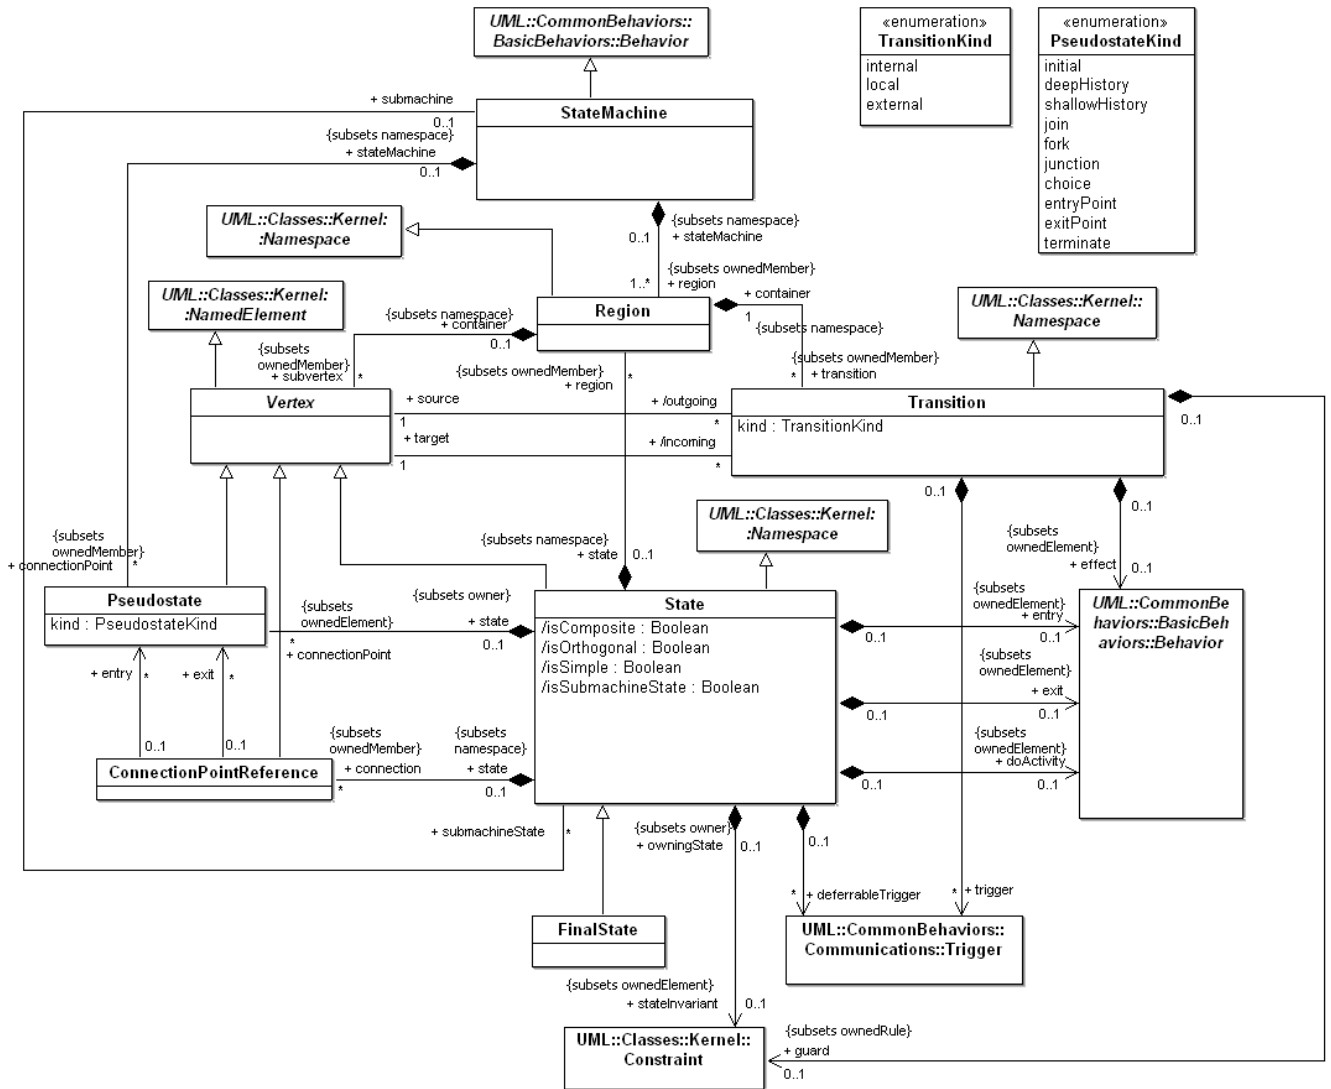 UML::CommonBehaviors::
BasicBehaviors::Behavior
«enumeration»
TransitionKind
internal
local
external
«enumeration»
PseudostateKind
initial
deepHistory
shallowHistory
join
fork
junction
choice
entryPoint
exitPoint
terminate
+ submachine
0..1
StateMachine
{subsets namespace}
+ stateMachine
0..1
UML::Classes::Kernel:
:Namespace
{subsets namespace}
0..1
+ stateMachine
{subsets ownedMember}
1..*
+ region
UML::Classes::Kernel:
:NamedElement
Region
{subsets namespace}
+ container
0..1
+ container
1
{subsets namespace}
UML::Classes::Kernel::
Namespace
{subsets
ownedMember}
+ subvertex
*
{subsets ownedMember}
+ region
*
{subsets ownedMember}
*
+ transition
Vertex
+ source
1
+ /outgoing
*
+ target
1
+ /incoming
*
Transition
kind : TransitionKind
0..1
0..1
0..1
UML::Classes::Kernel:
:Namespace
{subsets
ownedMember}
+ connectionPoint
*
{subsets namespace}
+ state
0..1
{subsets
ownedElement}
+ effect
0..1
Pseudostate
kind : PseudostateKind
{subsets
ownedElement}
*
+ connectionPoint
{subsets owner}
+ state
0..1
State
/isComposite : Boolean
/isOrthogonal : Boolean
/isSimple : Boolean
/isSubmachineState : Boolean
0..1
{subsets
ownedElement}
+ entry
0..1
UML::CommonBe
haviors::BasicBeh
aviors::Behavior
0..1
{subsets
ownedElement}
+ exit
0..1
0..1
{subsets
ownedElement}
+ doActivity
0..1
+ entry
*
+ exit
*
0..1
0..1
ConnectionPointReference
{subsets
ownedMember}
+ connection
*
{subsets
namespace}
+ state
0..1
+ submachineState
*
{subsets owner}
+ owningState
0..1
0..1
*
+ deferrableTrigger
*
+ trigger
FinalState
UML::CommonBehaviors::
Communications::Trigger
{subsets ownedElement}
+ stateInvariant
0..1
UML::Classes::Kernel::
Constraint
{subsets ownedRule}
+ guard
0..1